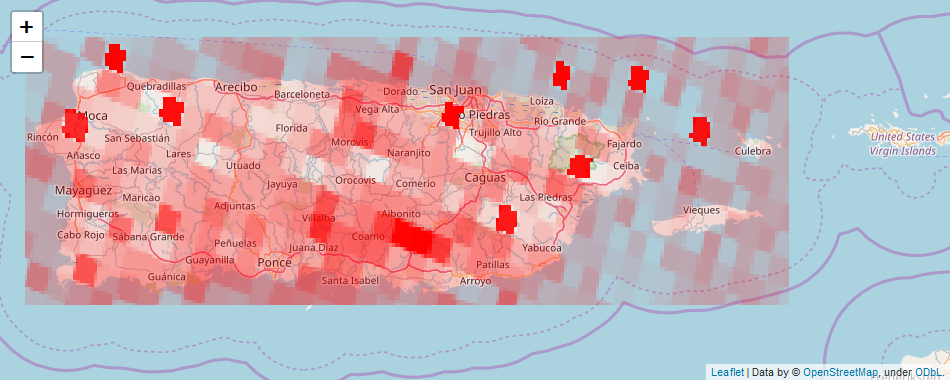 +
−
Quebradillas
Arecibo
Barceloneta
Dorado
San Juan
Loíza
Moca
Vega Alta
o Piedras
Río Grande
Rincón
San Sebastián
Florida
Morovis
Trujillo Alto
Fajardo
Culebra
United States
Virgin Islands
Añasco
Lares
Utuado
Naranjito
Ceiba
Las Marías
Jayuya
Orocovis
Comerío
Caguas
Mayagüez
Maricao
Las Piedras
Hormigueros
Adjuntas
Villalba
Aibonito
Vieques
Cabo Rojo
Sábana Grande
Peñuelas
Juana Díaz
Coamo
Yabucoa
Guayanilla
Ponce
Patillas
Guánica
Santa Isabel
Arroyo
Leaflet | Data by © OpenStreetMap, under ODbL.